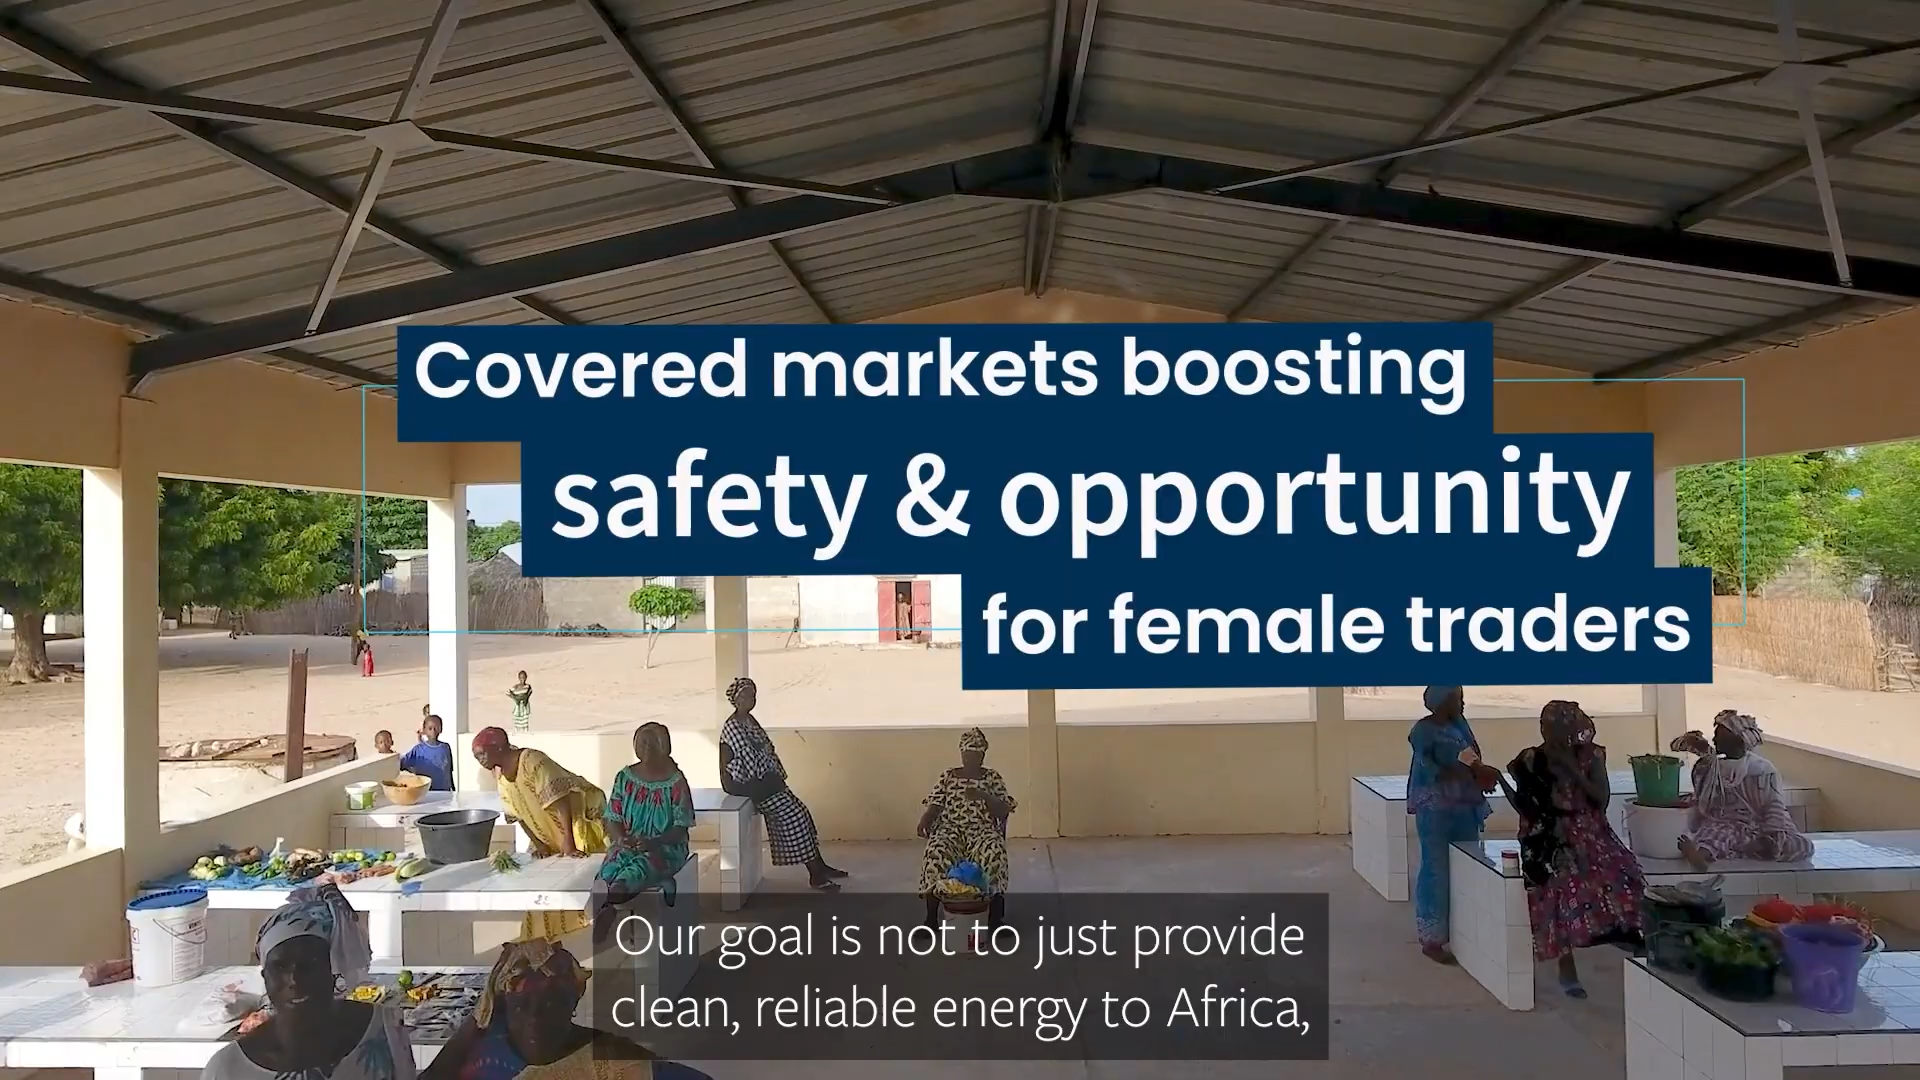 Covered markets boosting
safety & opportunity
for female traders
Our goal is not to just provide
clean, reliable energy to Africa,